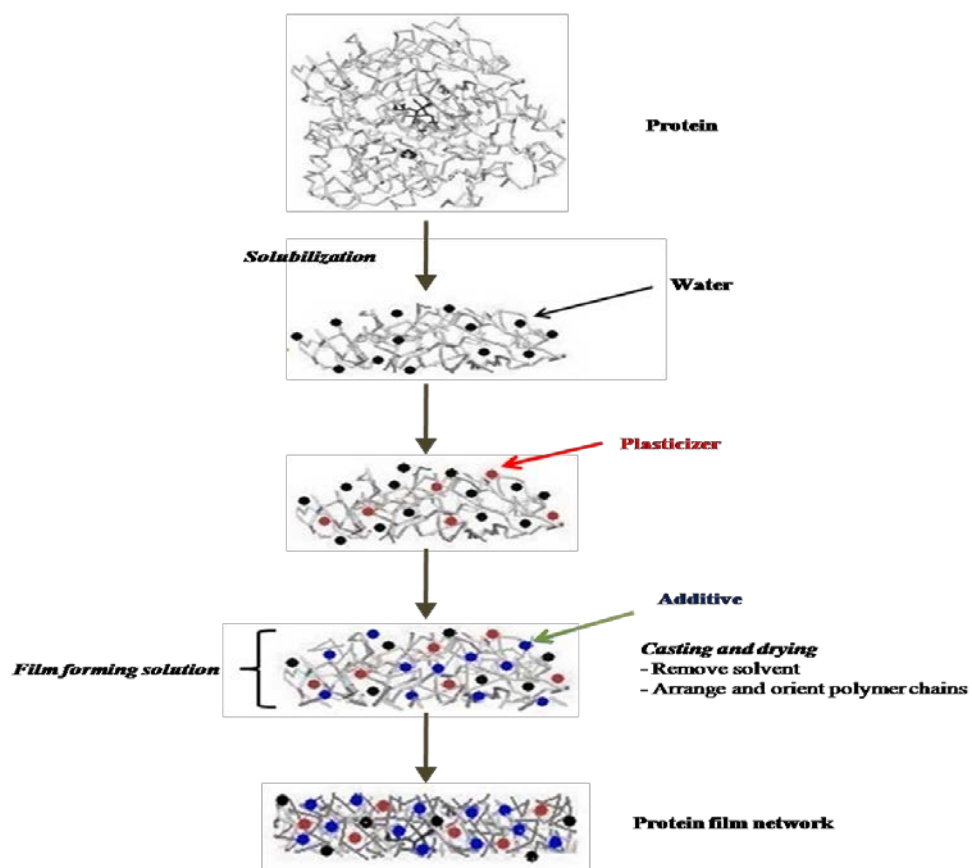 Protein
Solubilization
Water
Plasticizer
Additive
Film forming solution
Casting and drying
- Remove solvent
- Arrange and orient polymer chains
Protein film network